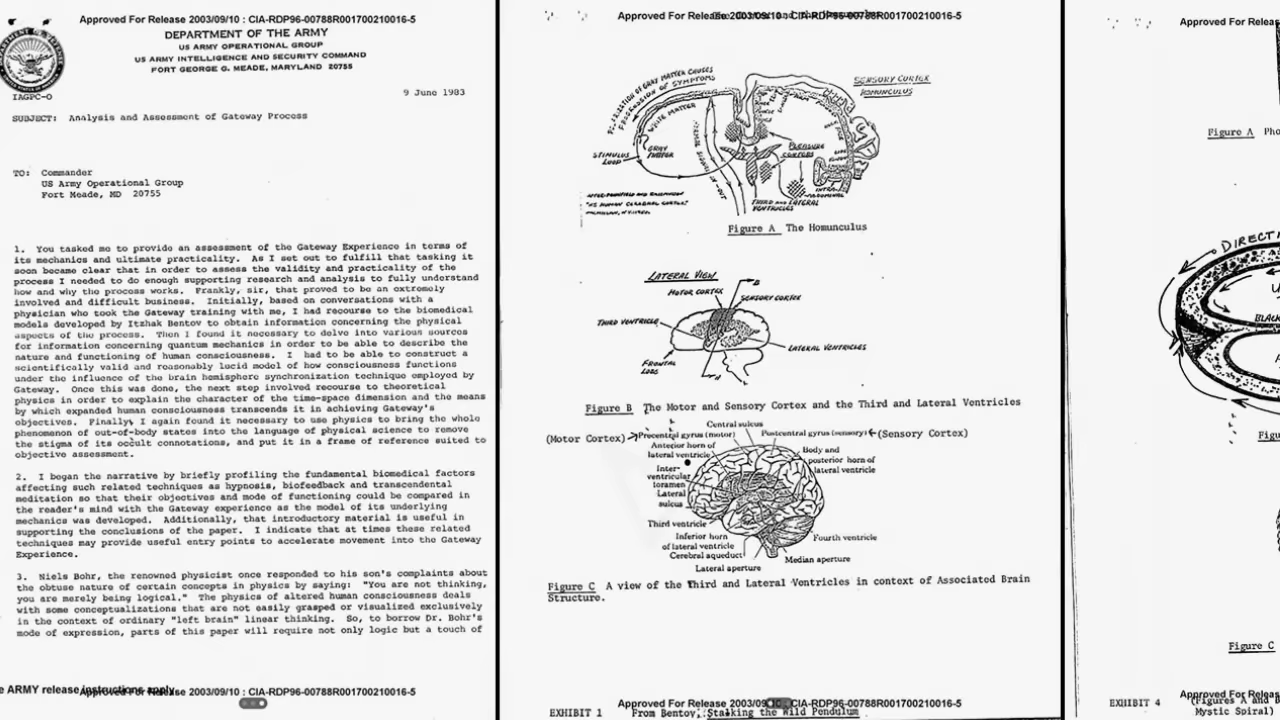 Approved For Release 2003/09/10 : CIA-RDP96-00788R001700210016-5
DEPARTMENT OF THE ARMY
US ARMY OPERATIONAL GROUP
US ARMY INTELLIGENCE AND SECURITY COMMAND
FORT GEORGE G. MEADE, MARYLAND 20755
IAGPC-O
9 June 1983
SUBJECT: Analysis and Assessment of Gateway Process
TO: Commander
US Army Operational Group
Fort Meade, MD 20755
1. You tasked me to provide an assessment of the Gateway Experience in terms of
its mechanics and ultimate practicality. As I set out to fulfill that tasking it
soon became clear that in order to assess the validity and practicality of the
process I needed to do enough supporting research and analysis to fully understand
how and why the process works. Frankly, sir, that proved to be an extremely
involved and difficult business. Initially, based on conversations with a
physician who took the Gateway training with me, I had recourse to the biomedical
models developed by Itzhak Bentov to obtain information concerning the physical
aspects of the process. Then I found it necessary to delve into various sources
for information concerning quantum mechanics in order to be able to describe the
nature and functioning of human consciousness. I had to be able to construct a
scientifically valid and reasonably lucid model of how consciousness functions
under the influence of the brain hemisphere synchronization technique employed by
Gateway. Once this was done, the next step involved recourse to theoretical
physics in order to explain the character of the time-space dimension and the means
by which expanded human consciousness transcends it in achieving Gateway's
objectives. Finally, I again found it necessary to use physics to bring the whole
phenomenon of out-of-body states into the language of physical science to remove
the stigma of its occult connotations, and put it in a frame of reference suited to
objective assessment.
2. I began the narrative by briefly profiling the fundamental biomedical factors
affecting such related techniques as hypnosis, biofeedback and transcendental
meditation so that their objectives and mode of functioning could be compared in
the reader's mind with the Gateway experience as the model of its underlying
mechanics was developed. Additionally, that introductory material is useful in
supporting the conclusions of the paper. I indicate that at times these related
techniques may provide useful entry points to accelerate movement into the Gateway
Experience.
3. Niels Bohr, the renowned physicist once responded to his son's complaints about
the obtuse nature of certain concepts in physics by saying: "You are not thinking,
you are merely being logical." The physics of altered human consciousness deals
with some conceptualizations that are not easily grasped or visualized exclusively
in the context of ordinary "left brain" linear thinking. So, to borrow Dr. Bohr's
mode of expression, parts of this paper will require not only logic but a touch of
e ARMY release instructions apply
Approved For Release 2003/09/10 : CIA-RDP96-00788R001700210016-5
Approved For Release 2003/09/10 : CIA-RDP96-00788R001700210016-5
PROGRESSION OF SYMPTOMS
SENSORY CORTEX
HOMUNCULUS
WHITE MATTER
GRAY MATTER
STIMULUS
LOOP
PLEASURE
CENTERS
THIRD AND LATERAL
VENTRICLES
Figure A The Homunculus
LATERAL VIEW
MOTOR CORTEX
SENSORY CORTEX
THIRD VENTRICLE
LATERAL VENTRICLES
FRONTAL
LOBE
Figure B The Motor and Sensory Cortex and the Third and Lateral Ventricles
Central sulcus
(Motor Cortex) Precentral gyrus (motor) Postcentral gyrus (sensory) (Sensory Cortex)
Anterior horn of
lateral ventricle
Body and
posterior horn of
lateral ventricle
Inter-
ventricular
foramen
Lateral
sulcus
Third ventricle
Inferior horn
of lateral ventricle
Cerebral aqueduct
Lateral aperture
Fourth ventricle
Median aperture
Figure C A view of the Third and Lateral Ventricles in context of Associated Brain
Structure.
Approved For Release 2003/09/10 : CIA-RDP96-00788R001700210016-5
EXHIBIT 1 From Bentov, Stalking the Wild Pendulum
Approved For Releas
Figure A Pho
DIRECTI
BLACK
Figu
Figure C
Approved For Releas
EXHIBIT 4 (Figures A and
Mystic Spiral)